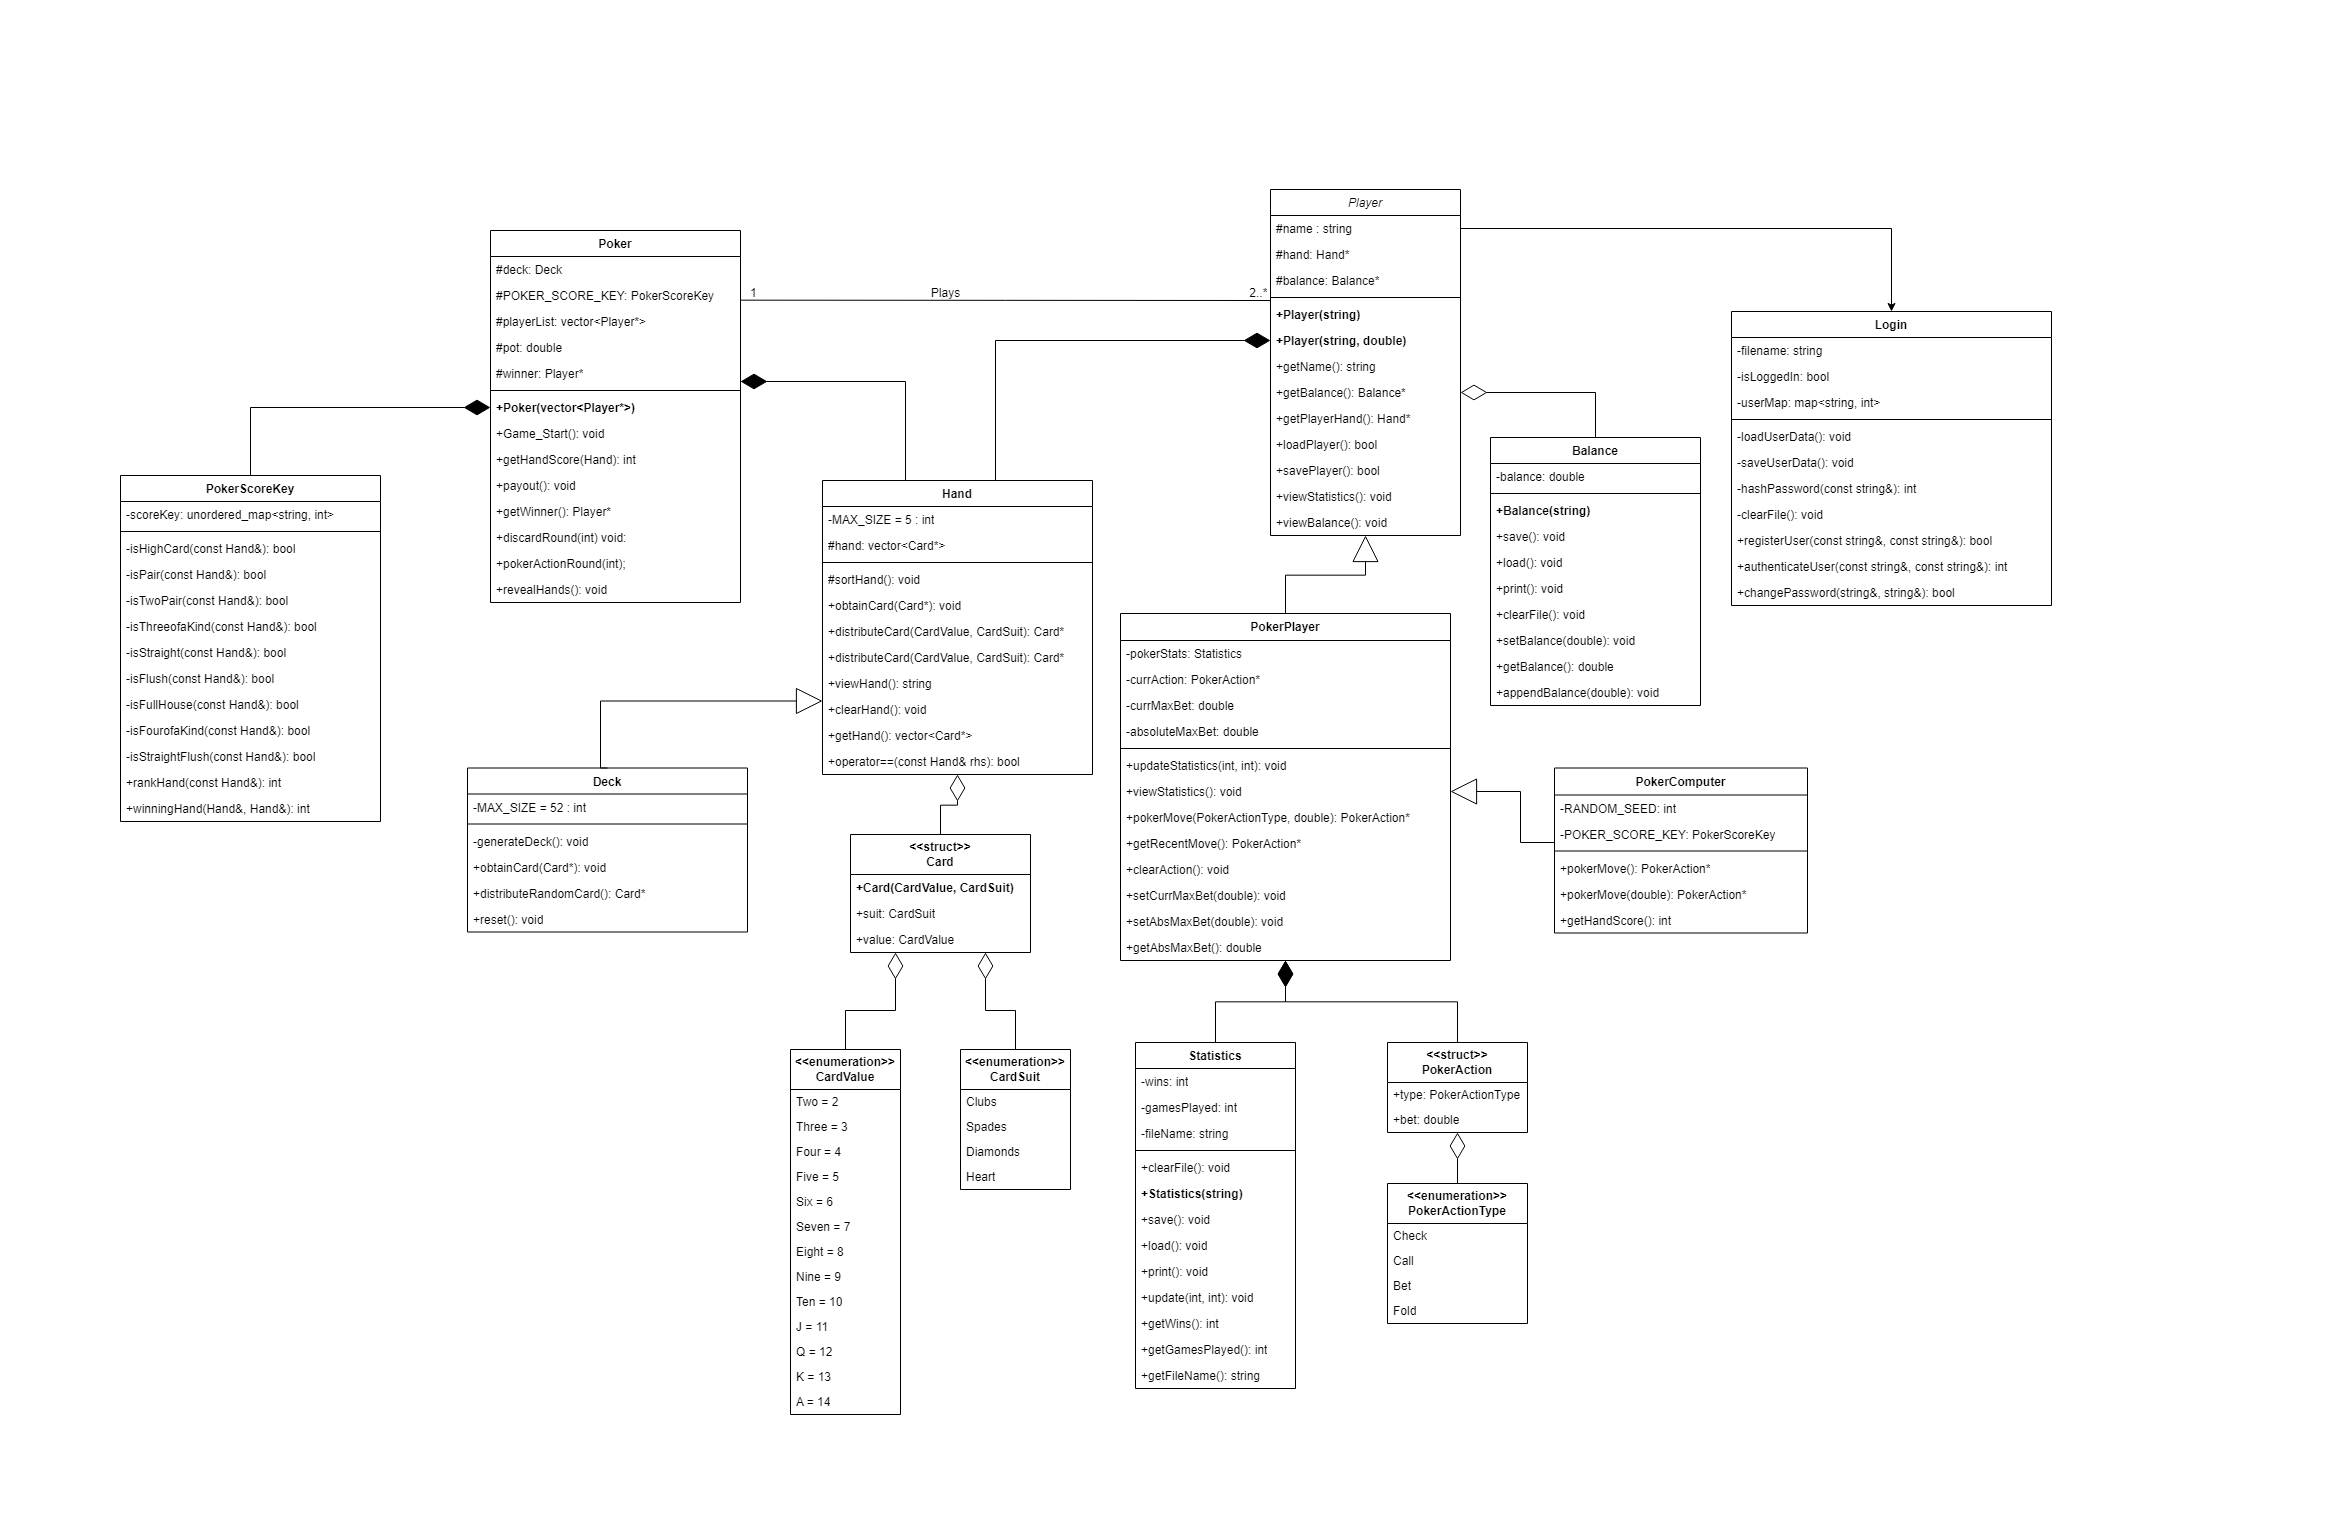 Player
#name : string
#hand: Hand*
#balance: Balance*
+Player(string)
+Player(string, double)
+getName(): string
+getBalance(): Balance*
+getPlayerHand(): Hand*
+loadPlayer(): bool
+savePlayer(): bool
+viewStatistics(): void
+viewBalance(): void
Poker
#deck: Deck
#POKER_SCORE_KEY: PokerScoreKey
#playerList: vector<Player*>
#pot: double
#winner: Player*
+Poker(vector<Player*>)
+Game_Start(): void
+getHandScore(Hand): int
+payout(): void
+getWinner(): Player*
+discardRound(int) void:
+pokerActionRound(int);
+revealHands(): void
1
Plays
2..*
Login
-filename: string
-isLoggedIn: bool
-userMap: map<string, int>
-loadUserData(): void
-saveUserData(): void
-hashPassword(const string&): int
-clearFile(): void
+registerUser(const string&, const string&): bool
+authenticateUser(const string&, const string&): int
+changePassword(string&, string&): bool
Balance
-balance: double
+Balance(string)
+save(): void
+load(): void
+print(): void
+clearFile(): void
+setBalance(double): void
+getBalance(): double
+appendBalance(double): void
PokerScoreKey
-scoreKey: unordered_map<string, int>
-isHighCard(const Hand&): bool
-isPair(const Hand&): bool
-isTwoPair(const Hand&): bool
-isThreeofaKind(const Hand&): bool
-isStraight(const Hand&): bool
-isFlush(const Hand&): bool
-isFullHouse(const Hand&): bool
-isFourofaKind(const Hand&): bool
-isStraightFlush(const Hand&): bool
+rankHand(const Hand&): int
+winningHand(Hand&, Hand&): int
Hand
-MAX_SIZE = 5 : int
#hand: vector<Card*>
#sortHand(): void
+obtainCard(Card*): void
+distributeCard(CardValue, CardSuit): Card*
+distributeCard(CardValue, CardSuit): Card*
+viewHand(): string
+clearHand(): void
+getHand(): vector<Card*>
+operator==(const Hand& rhs): bool
PokerPlayer
-pokerStats: Statistics
-currAction: PokerAction*
-currMaxBet: double
-absoluteMaxBet: double
+updateStatistics(int, int): void
+viewStatistics(): void
+pokerMove(PokerActionType, double): PokerAction*
+getRecentMove(): PokerAction*
+clearAction(): void
+setCurrMaxBet(double): void
+setAbsMaxBet(double): void
+getAbsMaxBet(): double
Deck
-MAX_SIZE = 52 : int
-generateDeck(): void
+obtainCard(Card*): void
+distributeRandomCard(): Card*
+reset(): void
PokerComputer
-RANDOM_SEED: int
-POKER_SCORE_KEY: PokerScoreKey
+pokerMove(): PokerAction*
+pokerMove(double): PokerAction*
+getHandScore(): int
<<struct>>
Card
+Card(CardValue, CardSuit)
+suit: CardSuit
+value: CardValue
<<enumeration>>
CardValue
Two = 2
Three = 3
Four = 4
Five = 5
Six = 6
Seven = 7
Eight = 8
Nine = 9
Ten = 10
J = 11
Q = 12
K = 13
A = 14
<<enumeration>>
CardSuit
Clubs
Spades
Diamonds
Heart
Statistics
-wins: int
-gamesPlayed: int
-fileName: string
+clearFile(): void
+Statistics(string)
+save(): void
+load(): void
+print(): void
+update(int, int): void
+getWins(): int
+getGamesPlayed(): int
+getFileName(): string
<<struct>>
PokerAction
+type: PokerActionType
+bet: double
<<enumeration>>
PokerActionType
Check
Call
Bet
Fold